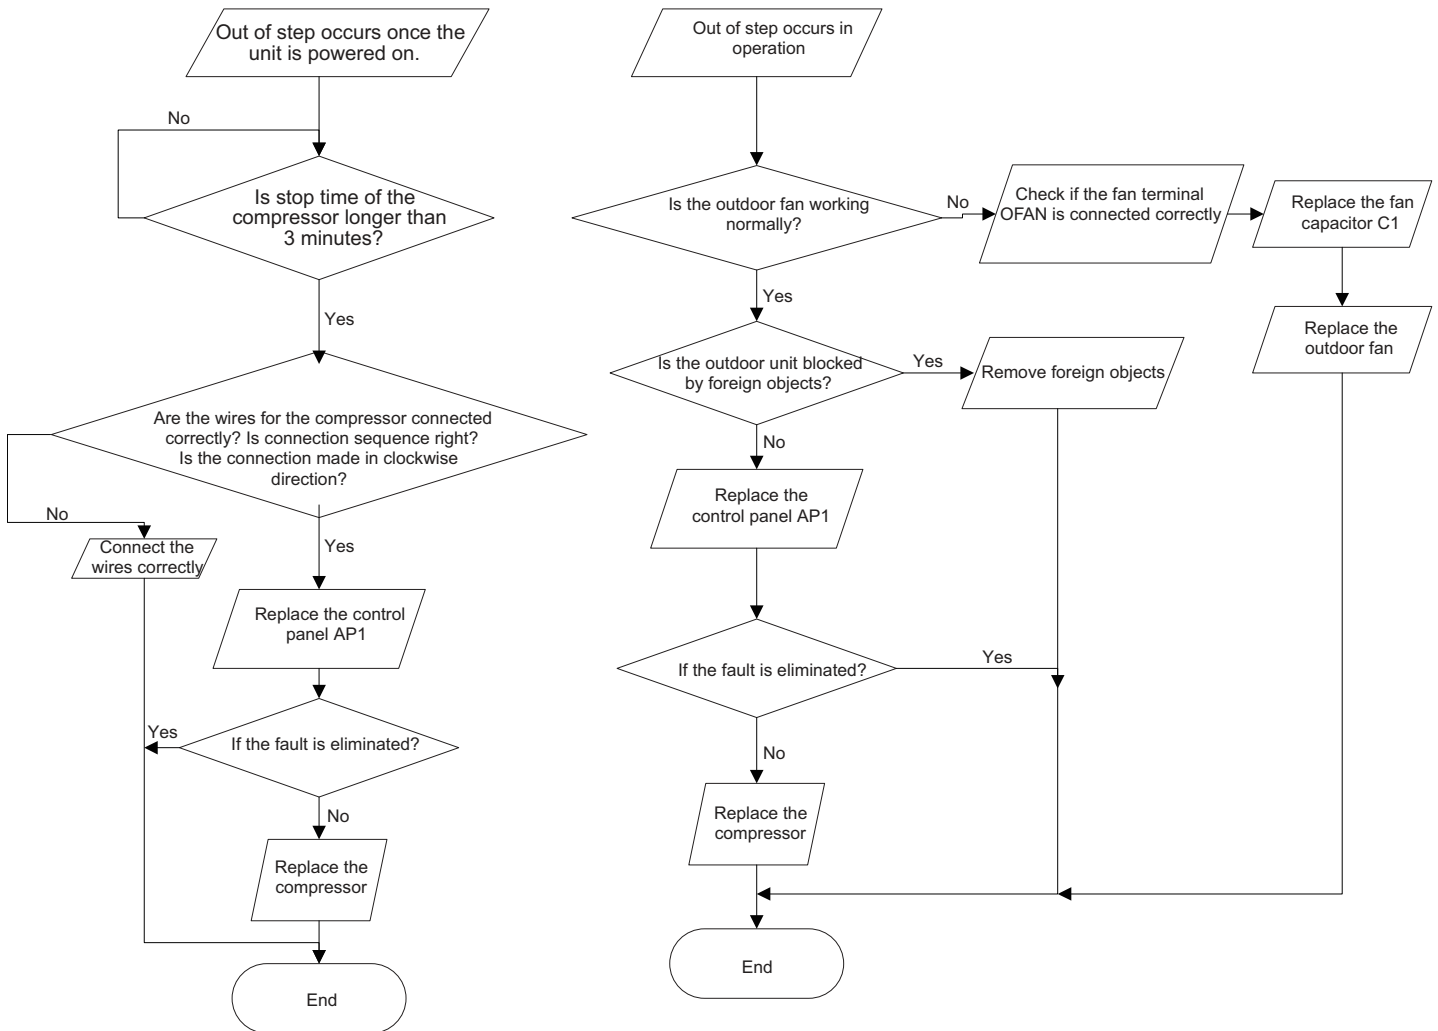 Out of step occurs once the
unit is powered on.
No
Is stop time of the
compressor longer than
3 minutes?
Yes
Are the wires for the compressor connected
correctly? Is connection sequence right?
Is the connection made in clockwise
direction?
No
Connect the
wires correctly
Yes
Replace the control
panel AP1
Yes
If the fault is eliminated?
No
Replace the
compressor
End
Out of step occurs in
operation
Is the outdoor fan working
normally?
No
Check if the fan terminal
OFAN is connected correctly
Replace the fan
capacitor C1
Replace the
outdoor fan
Yes
Is the outdoor unit blocked
by foreign objects?
Yes
Remove foreign objects
No
Replace the
control panel AP1
If the fault is eliminated?
Yes
No
Replace the
compressor
End